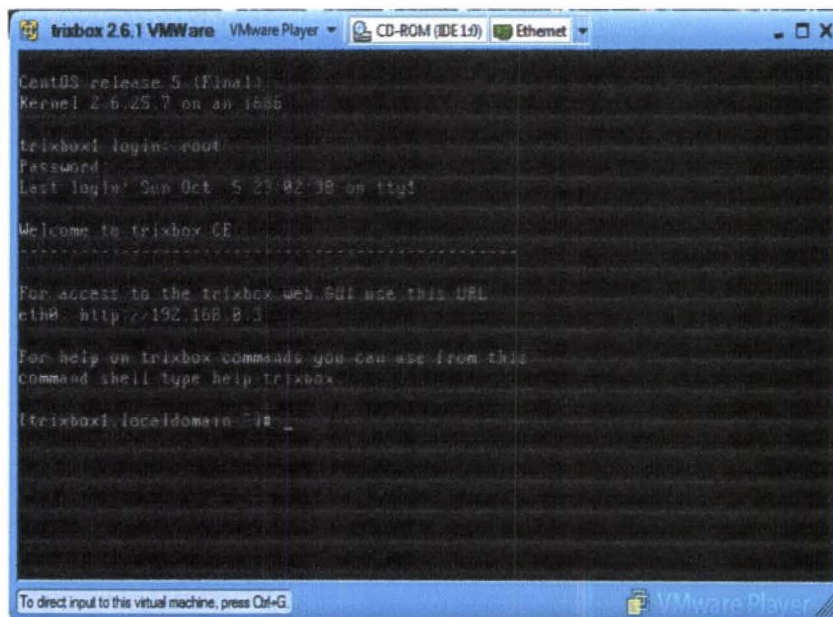 trixbox 2.6.1 VMWare VMware Player CD-ROM (IDE 1:0) Ethernet
CentOS release 5 (Final)
Kernel 2.6.25.7 on an i686
trixbox1 login: root
Password:
Last login: Sun Oct 5 23:02:38 on tty1
Welcome to trixbox CE
--------------------------------------------------
For access to the trixbox web GUI use this URL
eth0 http://192.168.0.3
For help on trixbox commands you can use from this
command shell type help-trixbox.
[trixbox1.localdomain ~]# _
To direct input to this virtual machine, press Ctrl+G.
VMware Player